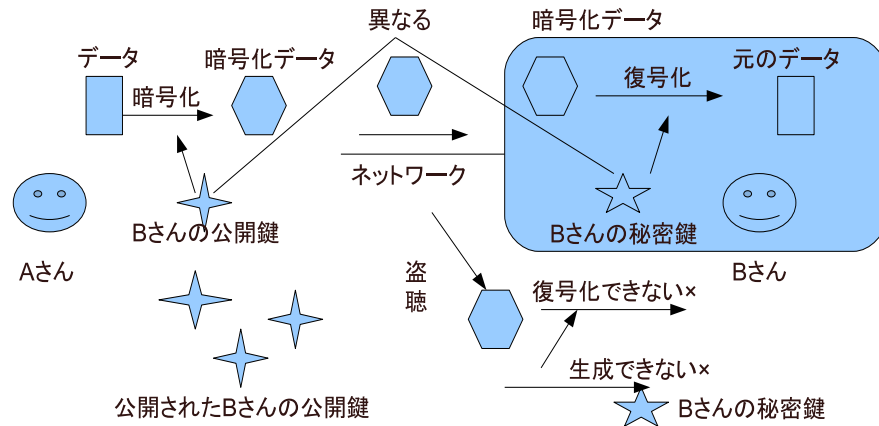 異なる
暗号化データ
データ
暗号化データ
復号化
元のデータ
暗号化
ネットワーク
Bさんの公開鍵
Bさんの秘密鍵
Aさん
Bさん
盗聴
復号化できない×
生成できない×
公開されたBさんの公開鍵
Bさんの秘密鍵